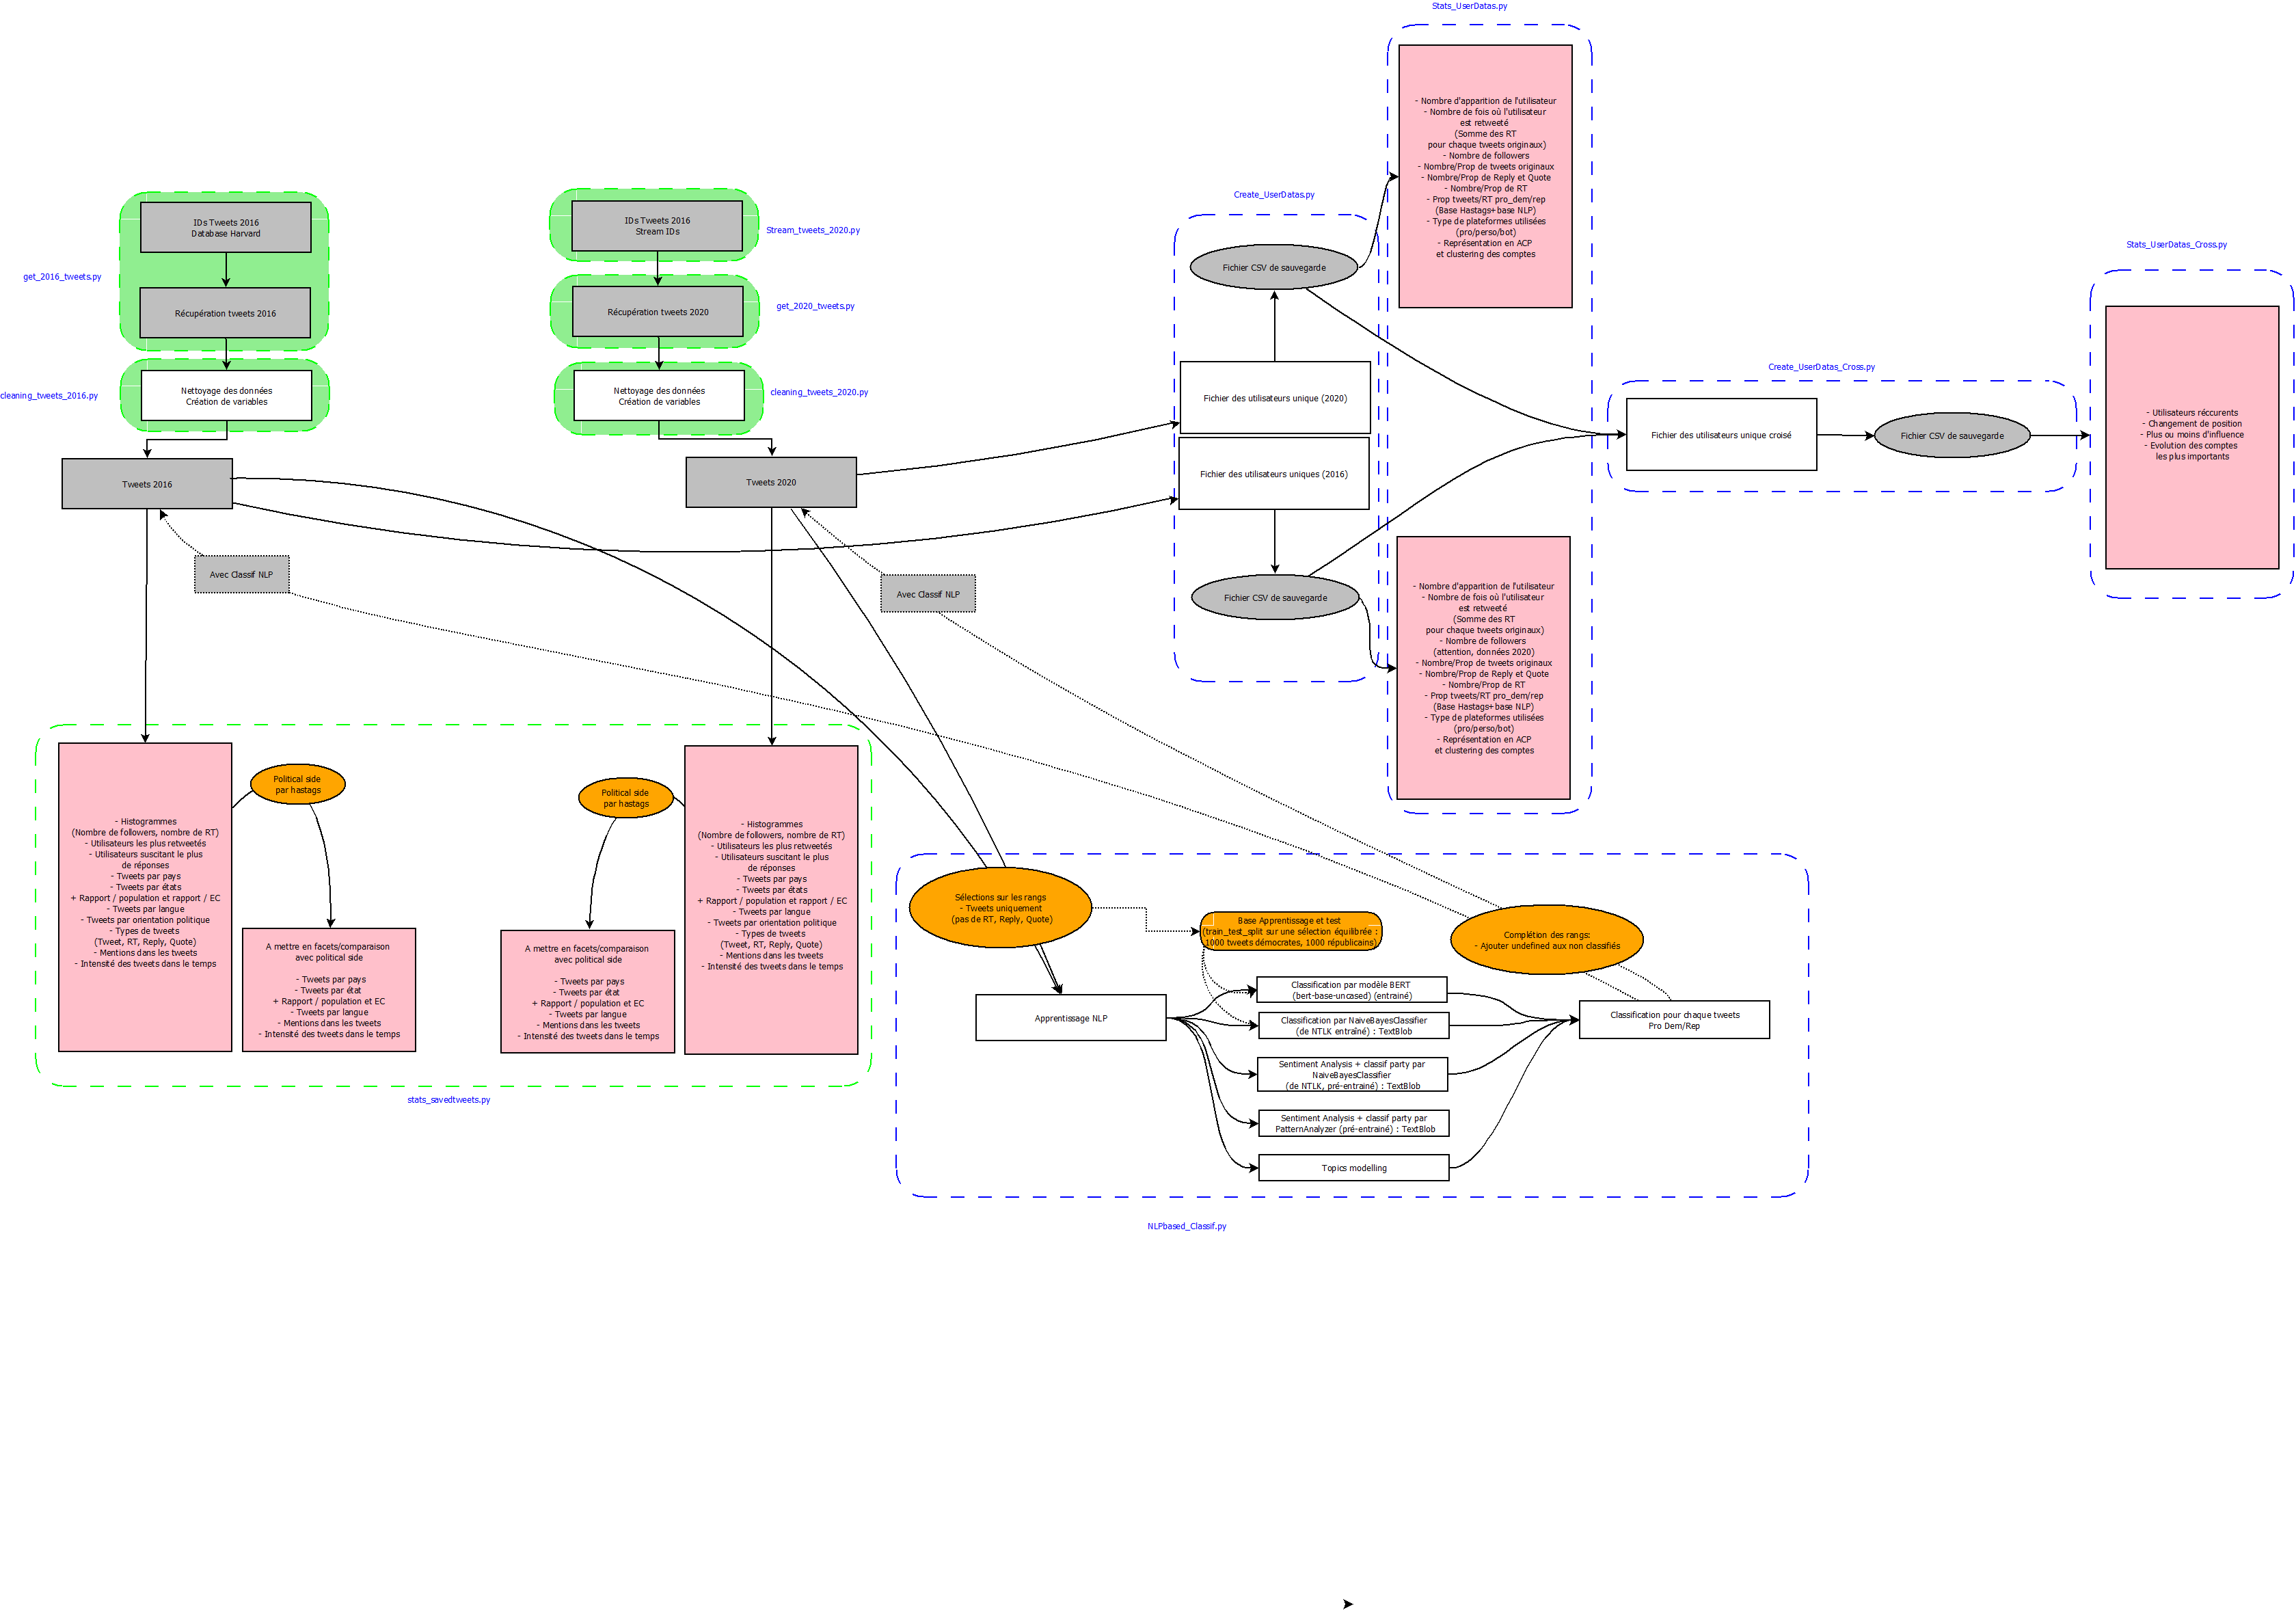 Stats_UserDatas.py
- Nombre d'apparition de l'utilisateur
- Nombre de fois où l'utilisateur
est retweeté
(Somme des RT
pour chaque tweets originaux)
- Nombre de followers
- Nombre/Prop de tweets originaux
- Nombre/Prop de Reply et Quote
- Nombre/Prop de RT
- Prop tweets/RT pro_dem/rep
(Base Hastags+base NLP)
- Type de plateformes utilisées
(pro/perso/bot)
- Représentation en ACP
et clustering des comptes
IDs Tweets 2016
Database Harvard
get_2016_tweets.py
Récupération tweets 2016
cleaning_tweets_2016.py
Nettoyage des données
Création de variables
Tweets 2016
IDs Tweets 2016
Stream IDs
Stream_tweets_2020.py
Récupération tweets 2020
get_2020_tweets.py
Nettoyage des données
Création de variables
cleaning_tweets_2020.py
Tweets 2020
Create_UserDatas.py
Fichier CSV de sauvegarde
Fichier des utilisateurs unique (2020)
Fichier des utilisateurs uniques (2016)
Fichier CSV de sauvegarde
Create_UserDatas_Cross.py
Fichier des utilisateurs unique croisé
Fichier CSV de sauvegarde
Stats_UserDatas_Cross.py
- Utilisateurs réccurents
- Changement de position
- Plus ou moins d'influence
- Evolution des comptes
les plus importants
Avec Classif NLP
Avec Classif NLP
- Nombre d'apparition de l'utilisateur
- Nombre de fois où l'utilisateur
est retweeté
(Somme des RT
pour chaque tweets originaux)
- Nombre de followers
(attention, données 2020)
- Nombre/Prop de tweets originaux
- Nombre/Prop de Reply et Quote
- Nombre/Prop de RT
- Prop tweets/RT pro_dem/rep
(Base Hastags+base NLP)
- Type de plateformes utilisées
(pro/perso/bot)
- Représentation en ACP
et clustering des comptes
- Histogrammes
(Nombre de followers, nombre de RT)
- Utilisateurs les plus retweetés
- Utilisateurs suscitant le plus
de réponses
- Tweets par pays
- Tweets par états
+ Rapport / population et rapport / EC
- Tweets par langue
- Tweets par orientation politique
- Types de tweets
(Tweet, RT, Reply, Quote)
- Mentions dans les tweets
- Intensité des tweets dans le temps
Political side
par hastags
A mettre en facets/comparaison
avec political side
- Tweets par pays
- Tweets par état
+ Rapport / population et EC
- Tweets par langue
- Mentions dans les tweets
- Intensité des tweets dans le temps
Political side
par hastags
A mettre en facets/comparaison
avec political side
- Tweets par pays
- Tweets par état
+ Rapport / population et EC
- Tweets par langue
- Mentions dans les tweets
- Intensité des tweets dans le temps
- Histogrammes
(Nombre de followers, nombre de RT)
- Utilisateurs les plus retweetés
- Utilisateurs suscitant le plus
de réponses
- Tweets par pays
- Tweets par états
+ Rapport / population et rapport / EC
- Tweets par langue
- Tweets par orientation politique
- Types de tweets
(Tweet, RT, Reply, Quote)
- Mentions dans les tweets
- Intensité des tweets dans le temps
stats_savedtweets.py
Sélections sur les rangs
- Tweets uniquement
(pas de RT, Reply, Quote)
Base Apprentissage et test
(train_test_split sur une sélection équilibrée :
1000 tweets démocrates, 1000 républicains)
Complétion des rangs:
- Ajouter undefined aux non classifiés
Apprentissage NLP
Classification par modèle BERT
(bert-base-uncased) (entrainé)
Classification par NaiveBayesClassifier
(de NTLK entraîné) : TextBlob
Sentiment Analysis + classif party par
NaiveBayesClassifier
(de NTLK, pré-entrainé) : TextBlob
Sentiment Analysis + classif party par
PatternAnalyzer (pré-entrainé) : TextBlob
Topics modelling
Classification pour chaque tweets
Pro Dem/Rep
NLPbased_Classif.py